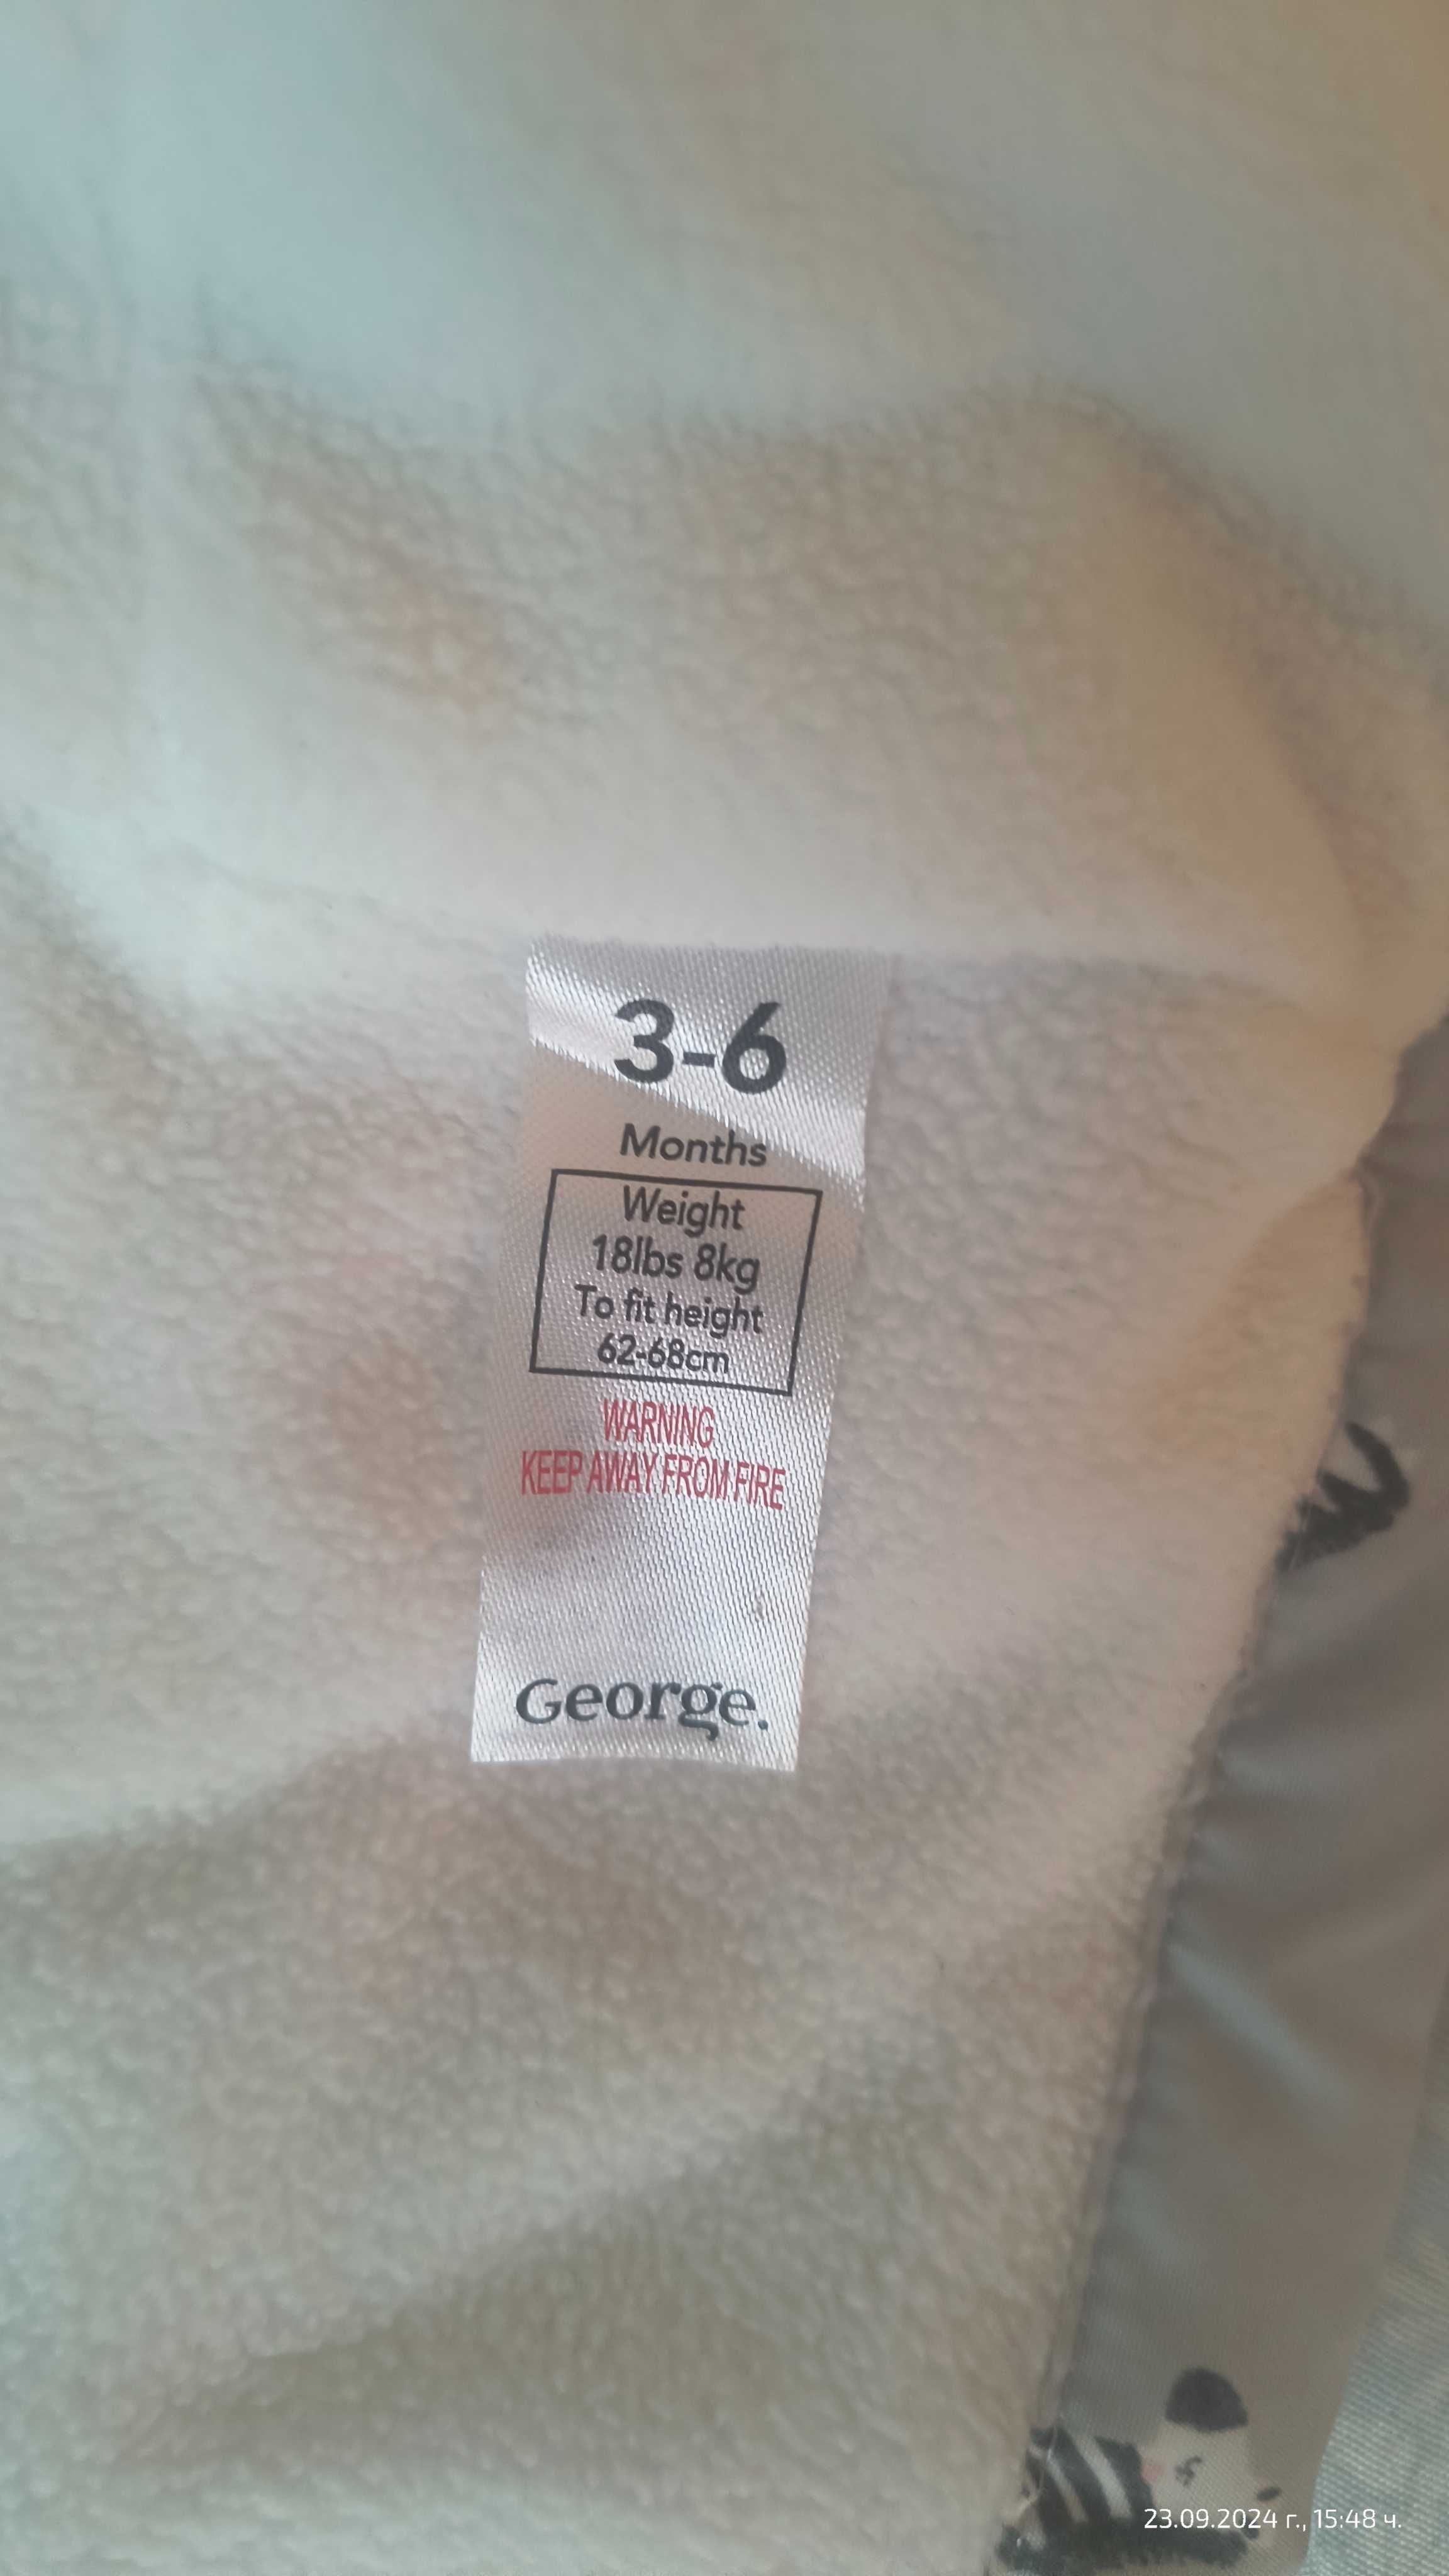 3-6
Months
Weight
18lbs 8kg
To fit height
62-68cm
WARNING
KEEP AWAY FROM FIRE
George.
23.09.2024 г., 15:48 ч.